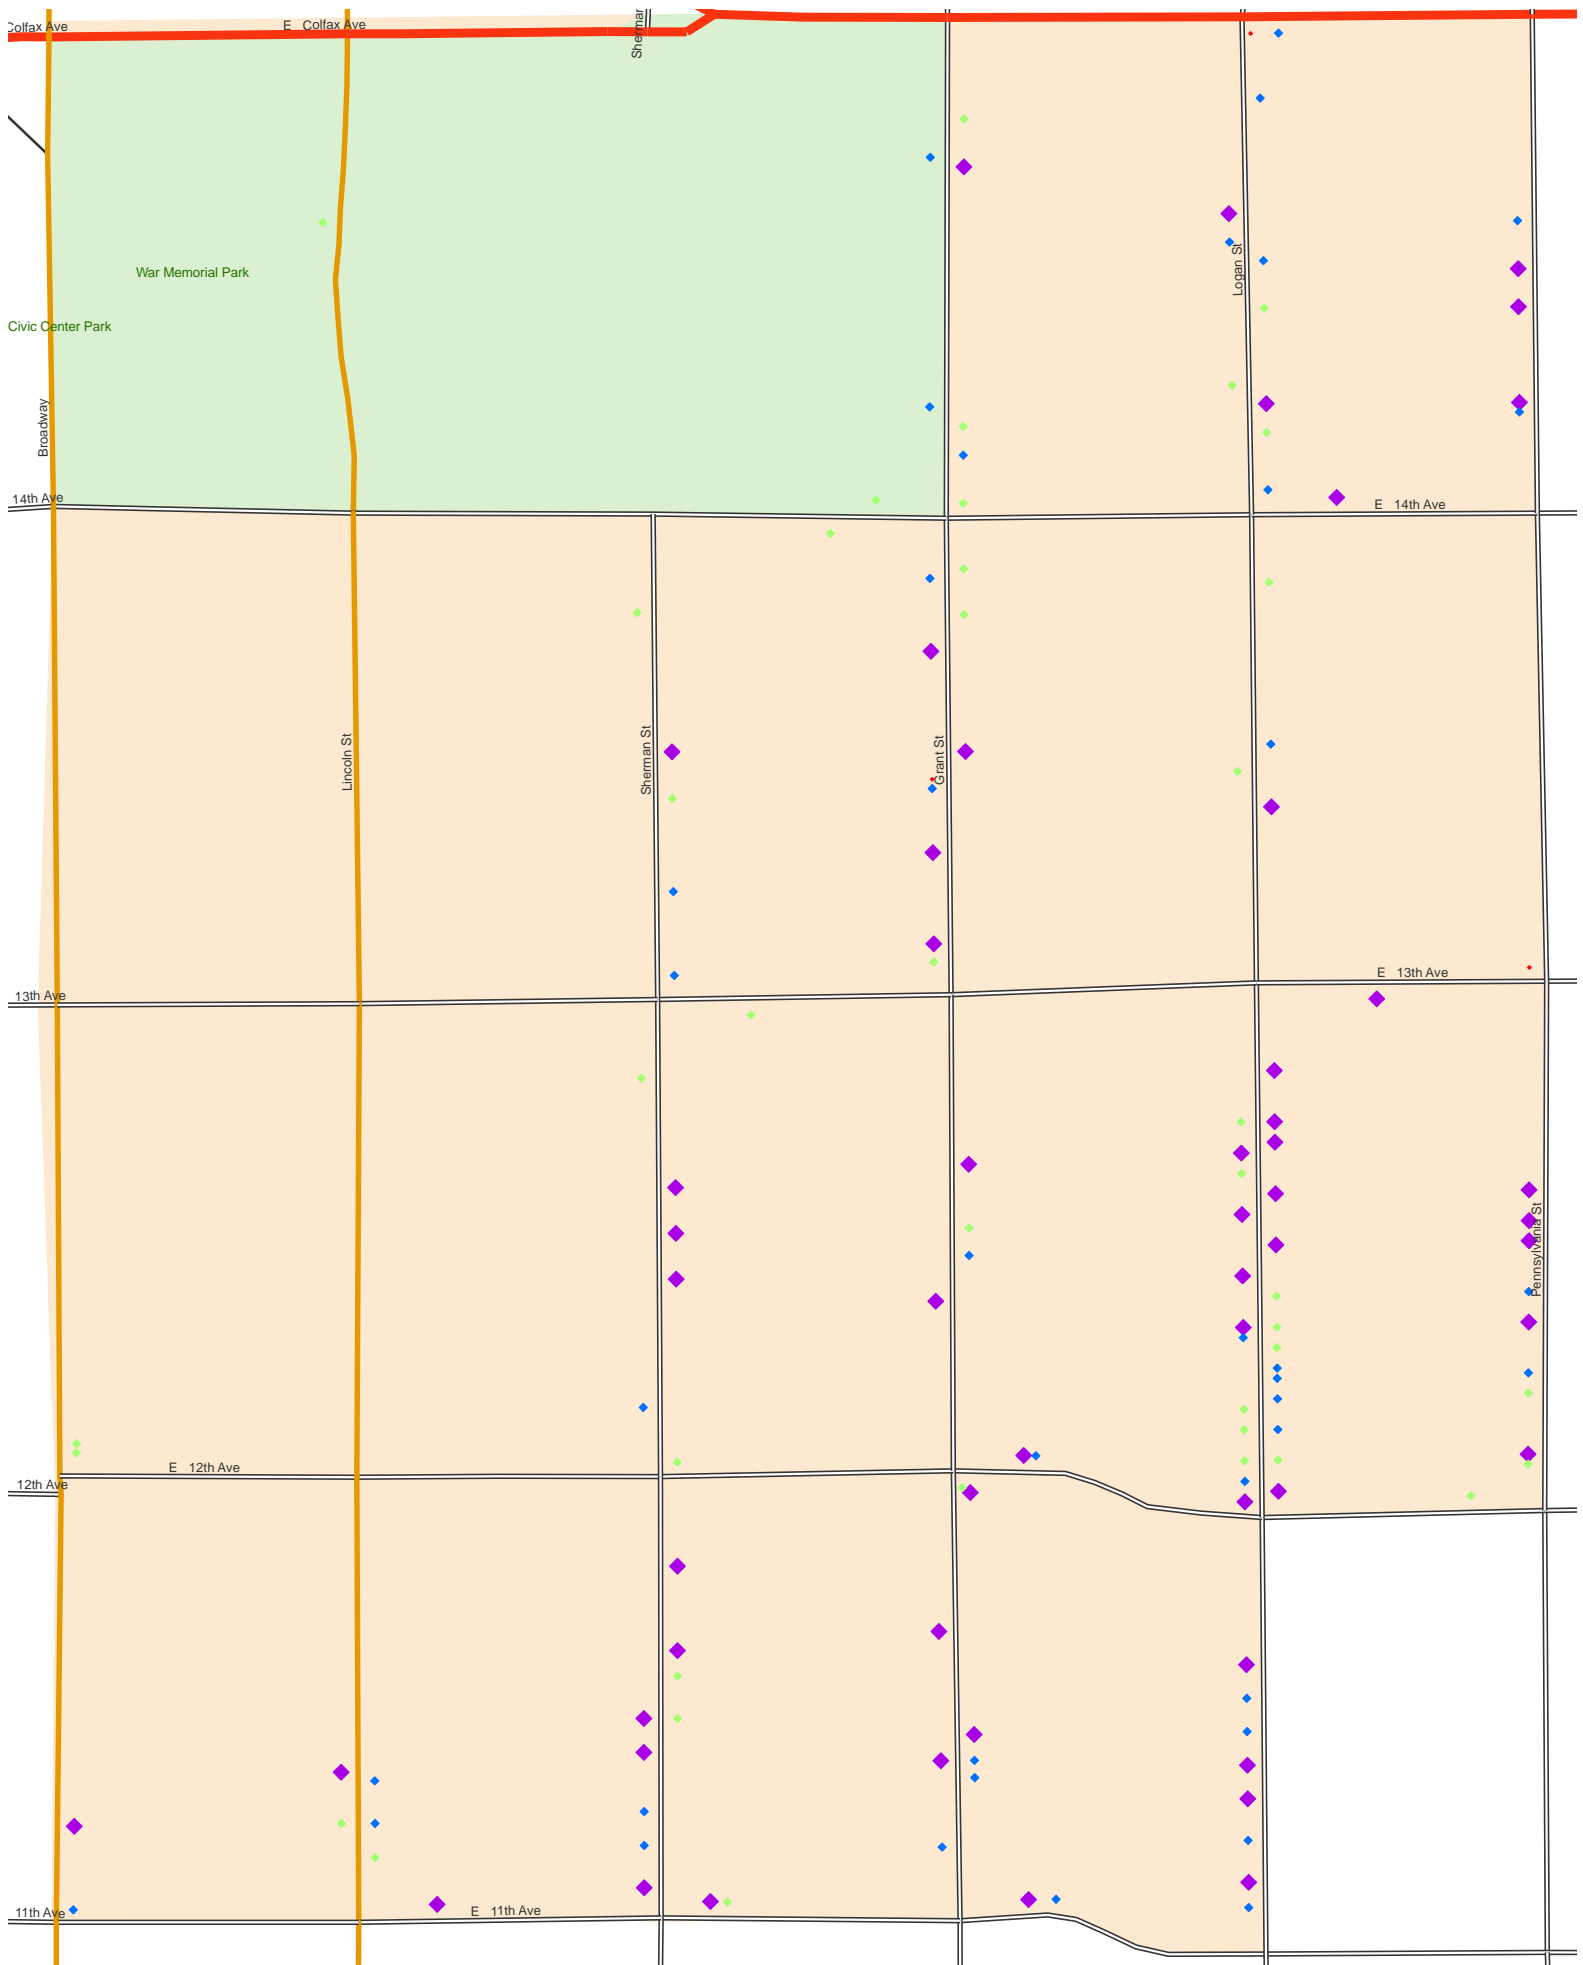 Colfax Ave
E Colfax Ave
Sherman
War Memorial Park
Civic Center Park
Logan St
Broadway
14th Ave
E 14th Ave
Lincoln St
Sherman St
Grant St
13th Ave
E 13th Ave
Pennsylvania St
E 12th Ave
12th Ave
E 11th Ave
11th Ave